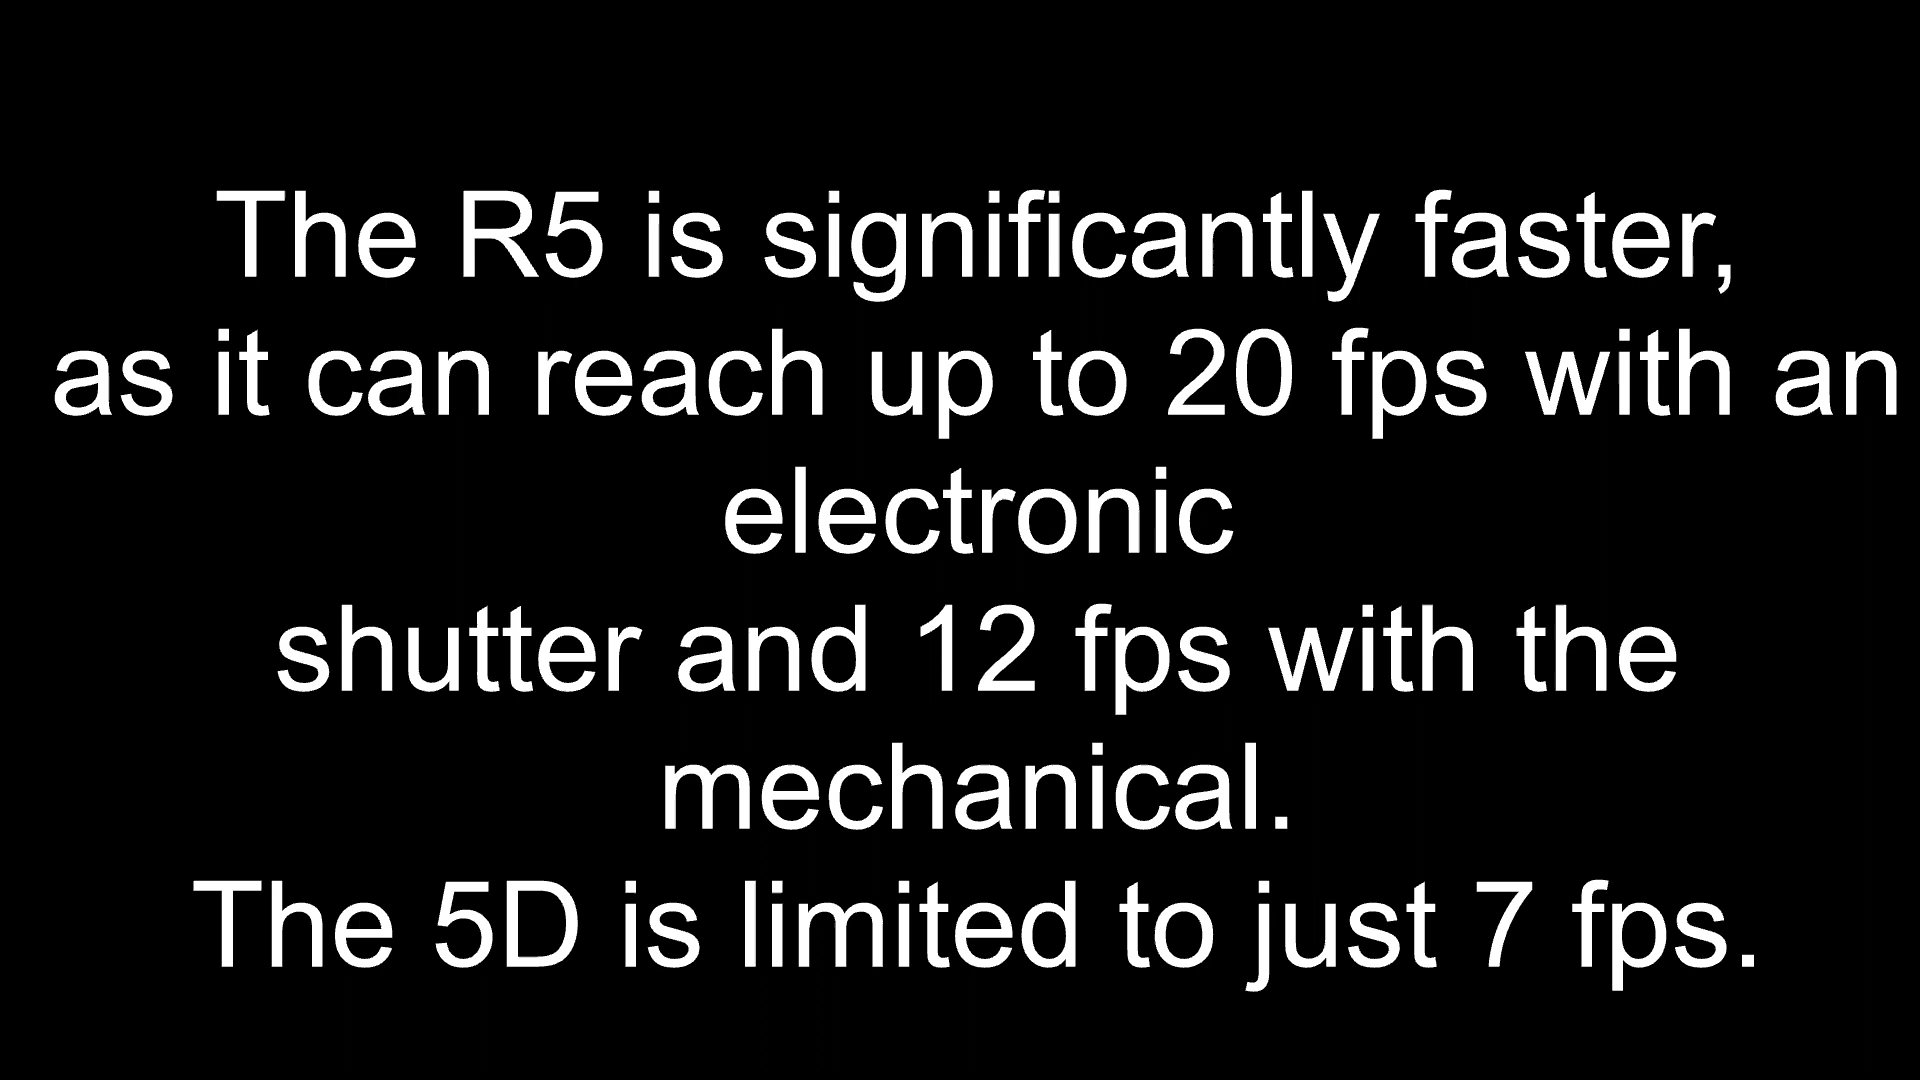 The R5 is significantly faster,
as it can reach up to 20 fps with an
electronic
shutter and 12 fps with the
mechanical.
The 5D is limited to just 7 fps.